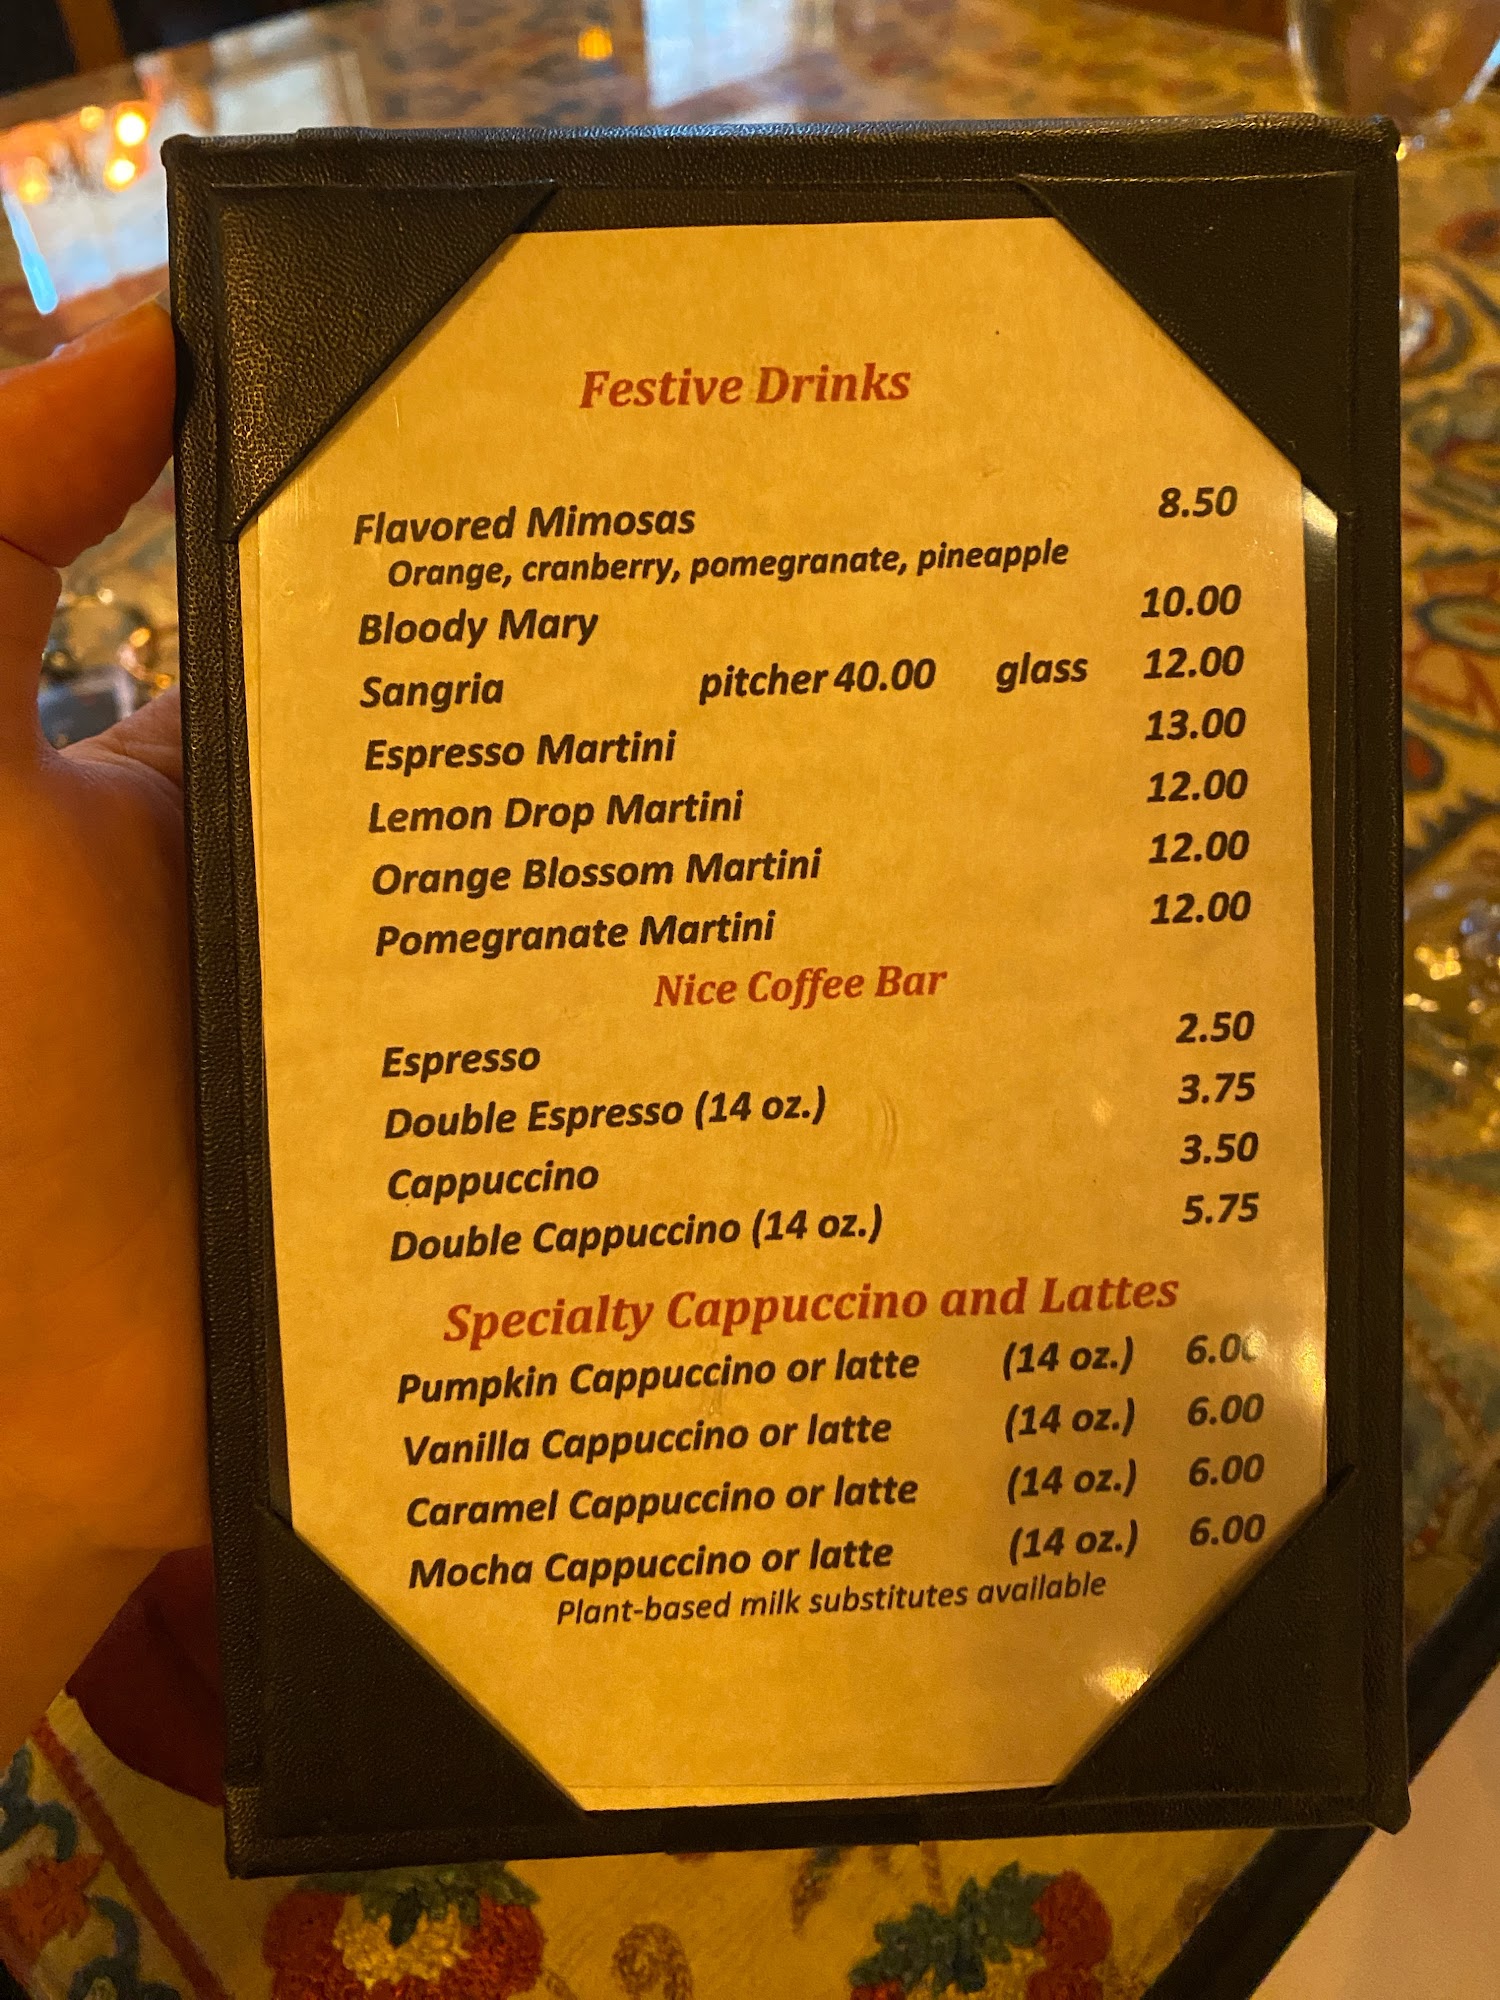 Festive Drinks
Flavored Mimosas 8.50
Orange, cranberry, pomegranate, pineapple
Bloody Mary 10.00
Sangria pitcher 40.00 glass 12.00
Espresso Martini 13.00
Lemon Drop Martini 12.00
Orange Blossom Martini 12.00
Pomegranate Martini 12.00
Nice Coffee Bar
Espresso 2.50
Double Espresso (14 oz.) 3.75
Cappuccino 3.50
Double Cappuccino (14 oz.) 5.75
Specialty Cappuccino and Lattes
Pumpkin Cappuccino or latte (14 oz.) 6.00
Vanilla Cappuccino or latte (14 oz.) 6.00
Caramel Cappuccino or latte (14 oz.) 6.00
Mocha Cappuccino or latte (14 oz.) 6.00
Plant-based milk substitutes available